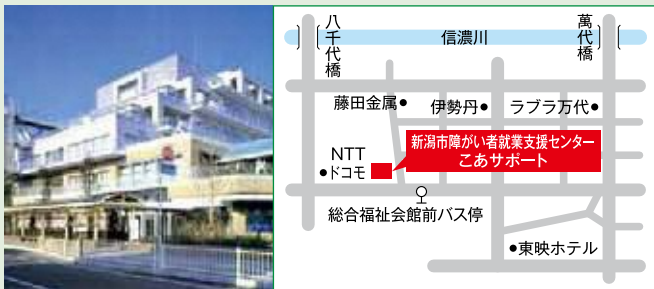 八千代橋
萬代橋
信濃川
藤田金属
伊勢丹
ラブラ万代
新潟市障がい者就業支援センター
こあサポート
NTT
ドコモ
総合福祉会館前バス停
東映ホテル